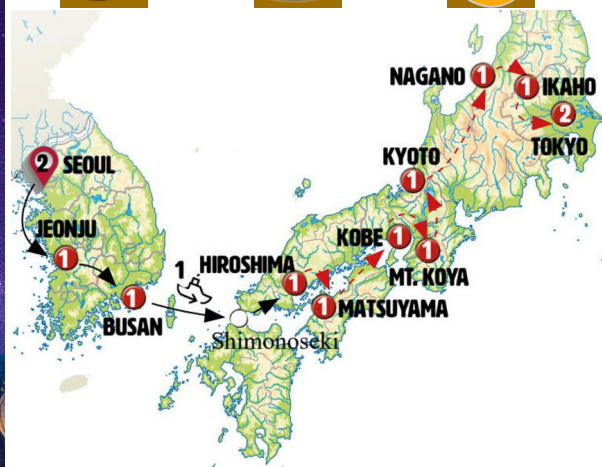 NAGANO 1
1 IKAHO
2
TOKYO
KYOTO
1
2 SEOUL
JEONJU
1
KOBE 1
1
MT. KOYA
1
HIROSHIMA
1
1
BUSAN
1 MATSUYAMA
Shimonoseki